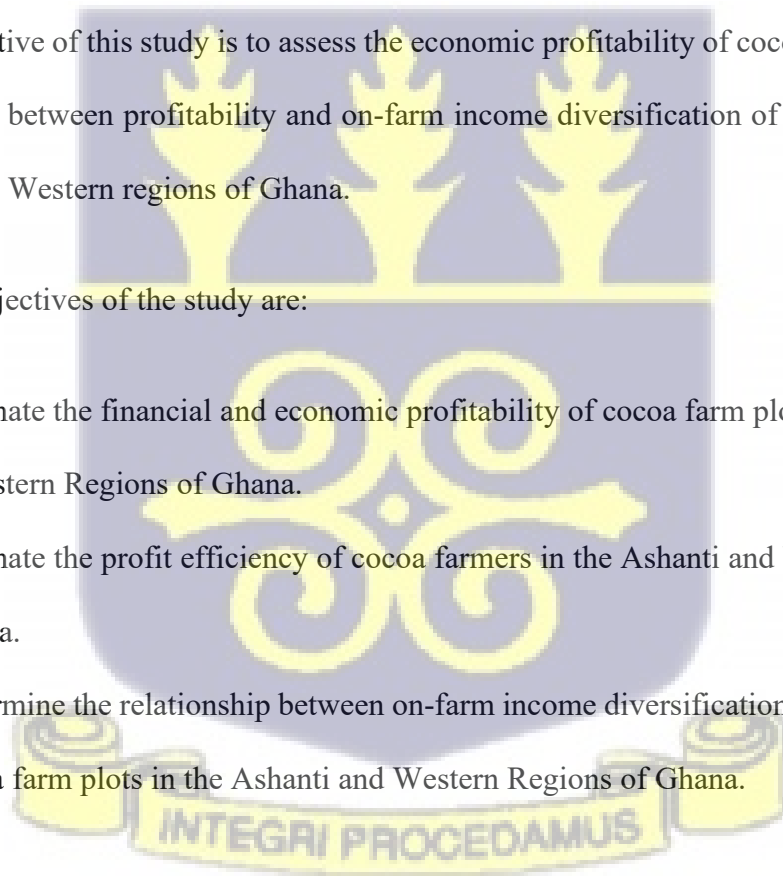 tive of this study is to assess the economic profitability of coc
between profitability and on-farm income diversification of
Western regions of Ghana.
jectives of the study are:
nate the financial and economic profitability of cocoa farm plo
stern Regions of Ghana.
nate the profit efficiency of cocoa farmers in the Ashanti and
a.
rmine the relationship between on-farm income diversification
a farm plots in the Ashanti and Western Regions of Ghana.
INTEGRI PROCEDAMUS